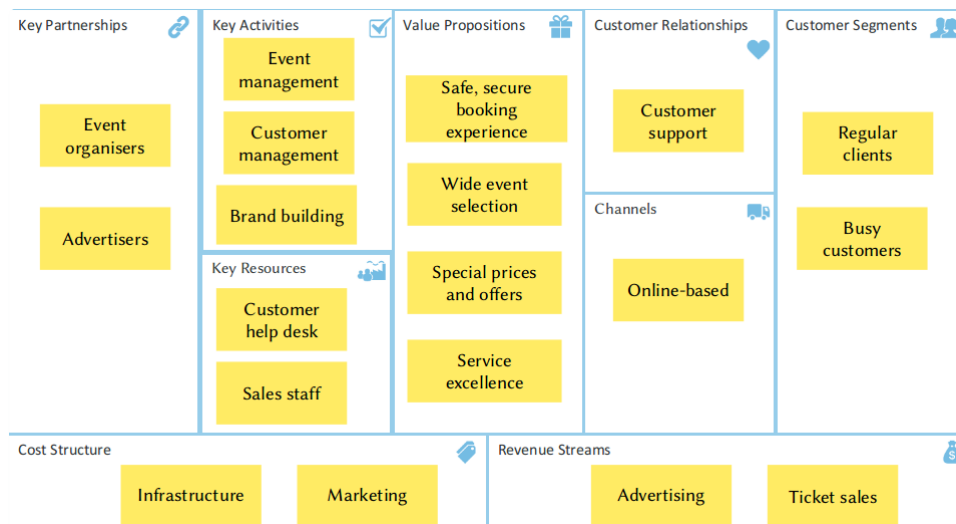 Key Partnerships
Event
organisers
Advertisers
Key Activities
Event
management
Customer
management
Brand building
Key Resources
Customer
help desk
Sales staff
Value Propositions
Safe, secure
booking
experience
Wide event
selection
Special prices
and offers
Service
excellence
Customer Relationships
Customer
support
Channels
Online-based
Customer Segments
Regular
clients
Busy
customers
Cost Structure
Infrastructure
Marketing
Revenue Streams
$
Advertising
Ticket sales